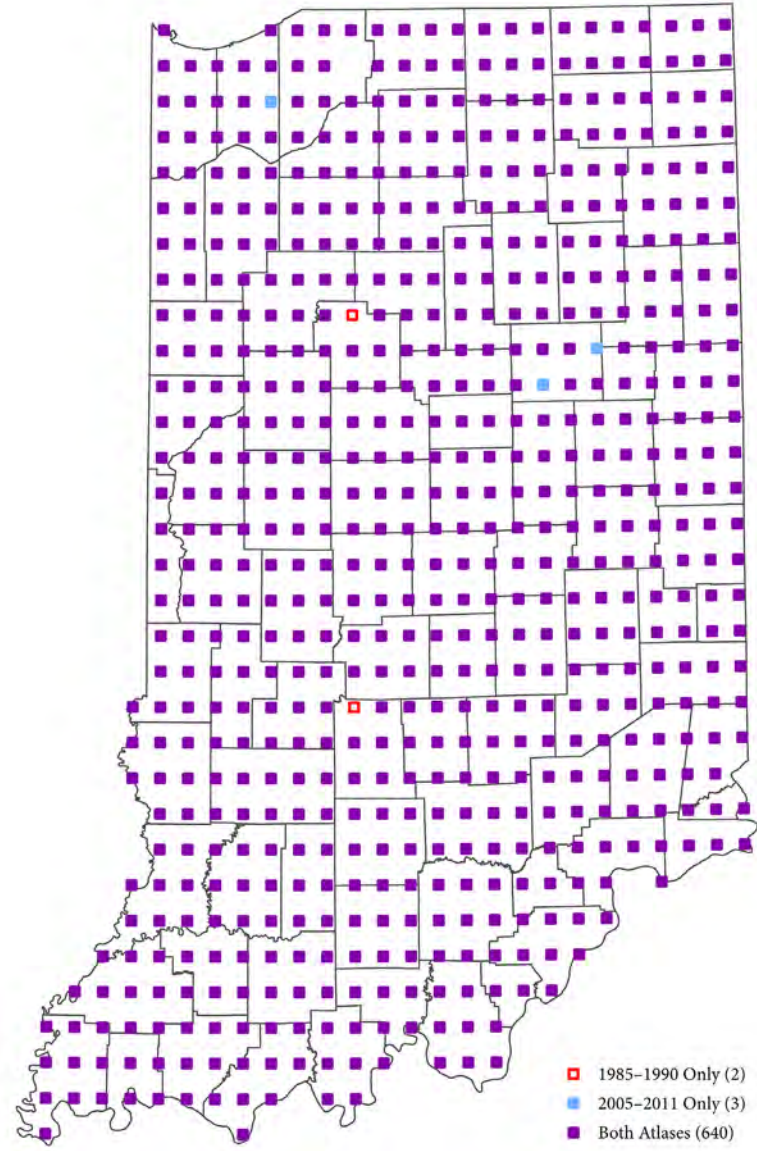 1985–1990 Only (2)
2005–2011 Only (3)
Both Atlases (640)